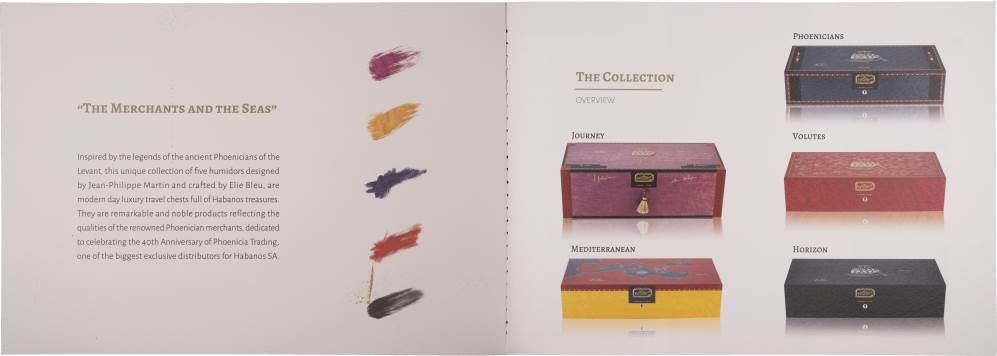 “The Merchants and the Seas”
Inspired by the legends of the ancient Phoenicians of the
Levant, this unique collection of five humidors designed
by Jean-Philippe Martin and crafted by Elie Bleu, are
modern day luxury travel chests full of Habanos treasures.
They are remarkable and noble products reflecting the
qualities of the renowned Phoenician merchants, dedicated
to celebrating the 40th Anniversary of Phoenicia Trading,
one of the biggest exclusive distributors for Habanos SA.
The Collection
OVERVIEW
Phoenicians
Journey
Volutes
Mediterranean
Horizon